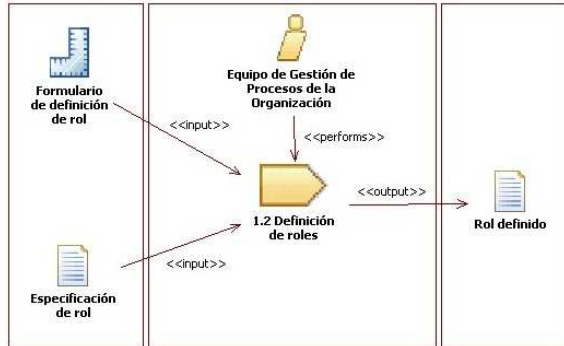 Formulario
de definición
de rol
<<input>>
Especificación
de rol
<<input>>
Equipo de Gestión de
Procesos de la
Organización
<<performs>>
1.2 Definición
de roles
<<output>>
Rol definido